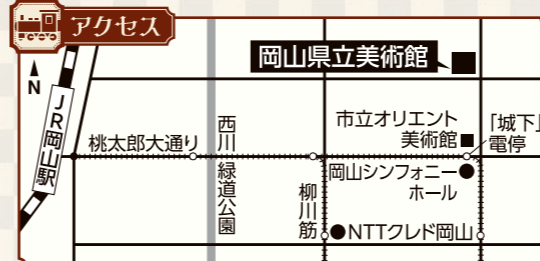 アクセス
岡山県立美術館
N
JR岡山駅
桃太郎大通り
西川
緑道公園
市立オリエント
美術館
「城下」
電停
岡山シンフォニー
ホール
柳川筋
NTTクレド岡山